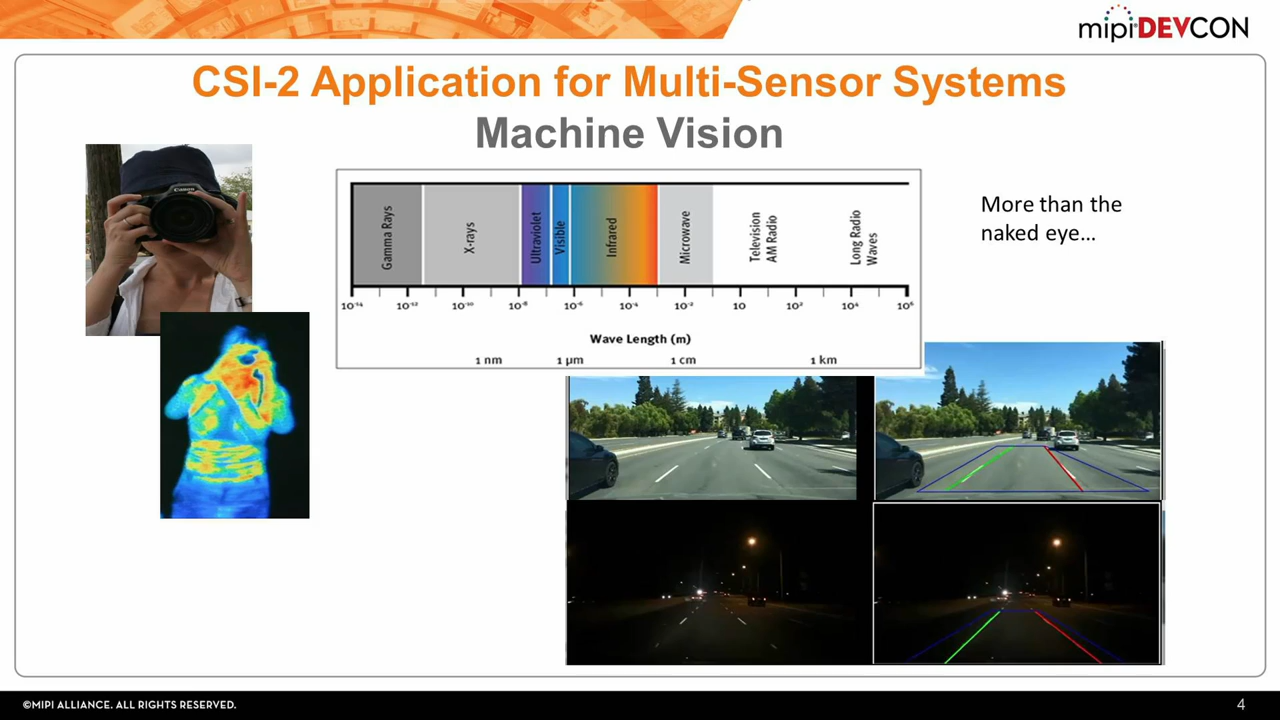 mipi DEVCON
CSI-2 Application for Multi-Sensor Systems
Machine Vision
Canon
Gamma Rays
X-rays
Ultraviolet
Visible
Infrared
Microwave
Television
AM Radio
Long Radio
Waves
10⁻¹⁴ 10⁻¹² 10⁻¹⁰ 10⁻⁸ 10⁻⁶ 10⁻⁴ 10⁻² 10 10² 10⁴ 10⁶
Wave Length (m)
1 nm 1 µm 1 cm 1 km
More than the
naked eye...
©MIPI ALLIANCE. ALL RIGHTS RESERVED.
4